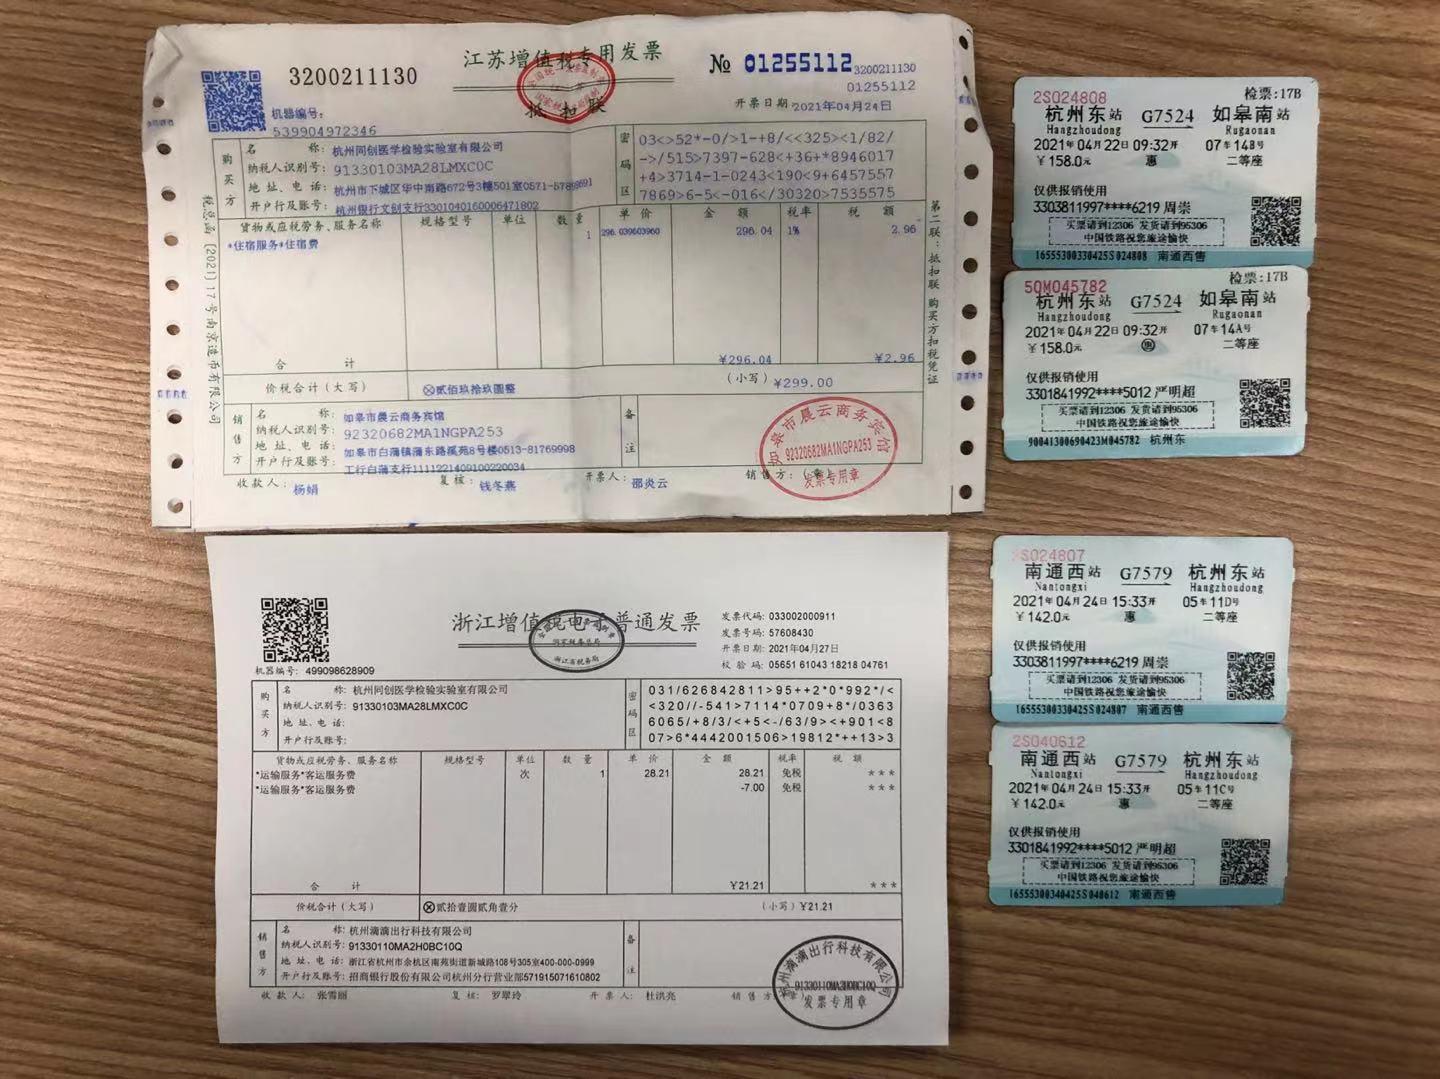 江苏增值税专用发票
3200211130
№ 01255112
3200211130
01255112
机器编号:
539904972346
抵扣联
开票日期:2021年04月24日
购买方
名 称: 杭州同创医学检验实验室有限公司
纳税人识别号: 91330103MA28LMXC0C
地址、电话: 杭州市下城区华中南路672号3幢501室0571-57898691
开户行及账号: 杭州银行文创支行3301040160006471802
密码区
03<>52*-0/>1-+8/<<325><1/82/
->/515>7397-628<+36+*8946017
+4>3714-1-0243<190<9+6457557
7869>6-5<-016</30320>7535575
货物或应税劳务、服务名称 规格型号 单位 数量 单价 金额 税率 税额
*住宿服务*住宿费 1 296.039603960 296.04 1% 2.96
合 计 ¥296.04 ¥2.96
价税合计(大写) ⊗贰佰玖拾玖圆整 (小写)¥299.00
销售方
名 称: 如皋市晨云商务宾馆
纳税人识别号: 92320682MA1NGPA253
地址、电话: 如皋市白蒲镇蒲东路溪苑8号楼0513-81769998
开户行及账号: 工行白蒲支行1111221409100220034
备注
收款人: 杨娟 复核: 钱冬燕 开票人: 邵炎云 销售方:(章)
如皋市晨云商务宾馆
92320682MA1NGPA253
发票专用章
税总函[2021]17号南京造币有限公司
第二联:抵扣联 购买方扣税凭证
浙江增值税电子普通发票
机器编号: 499098628909
发票代码: 033002000911
发票号码: 57608430
开票日期: 2021年04月27日
校验码: 05651 61043 18218 04761
购买方
名 称: 杭州同创医学检验实验室有限公司
纳税人识别号: 91330103MA28LMXC0C
地址、电话:
开户行及账号:
密码区
031/626842811>95++2*0*992*/<
<320//-541>7114*0709+8*/0363
6065/+8/3/<+5<-/63/9><+901<8
07>6*4442001506>19812*++13>3
货物或应税劳务、服务名称 规格型号 单位 数量 单价 金额 税率 税额
*运输服务*客运服务费 次 1 28.21 28.21 免税 ***
*运输服务*客运服务费 -7.00 免税 ***
合 计 ¥21.21 ***
价税合计(大写) ⊗贰拾壹圆贰角壹分 (小写)¥21.21
销售方
名 称: 杭州滴滴出行科技有限公司
纳税人识别号: 91330110MA2H0BC10Q
地址、电话: 浙江省杭州市余杭区南苑街道新城路108号305室400-000-0999
开户行及账号: 招商银行股份有限公司杭州分行营业部571915071610802
备注
收款人: 张雪丽 复核: 罗翠玲 开票人: 杜洪亮 销售方:(章)
杭州滴滴出行科技有限公司
91330110MA2H0BC10Q
发票专用章
2S024808 检票:17B
杭州东站 G7524 如皋南站
Hangzhoudong Rugaonan
2021年04月22日09:32开 07车14B号
¥158.0元 惠 二等座
仅供报销使用
3303811997****6219 周崇
买票请到12306 发货请到95306
中国铁路祝您旅途愉快
16555300330425S024808 南通西售
50M045782 检票:17B
杭州东站 G7524 如皋南站
Hangzhoudong Rugaonan
2021年04月22日09:32开 07车14A号
¥158.0元 惠 二等座
仅供报销使用
3301841992****5012 严明超
买票请到12306 发货请到95306
中国铁路祝您旅途愉快
90041300690423M045782 杭州东
2S024807
南通西站 G7579 杭州东站
Nantongxi Hangzhoudong
2021年04月24日15:33开 05车11D号
¥142.0元 惠 二等座
仅供报销使用
3303811997****6219 周崇
买票请到12306 发货请到95306
中国铁路祝您旅途愉快
16555300330425S024807 南通西售
2S040612
南通西站 G7579 杭州东站
Nantongxi Hangzhoudong
2021年04月24日15:33开 05车11C号
¥142.0元 惠 二等座
仅供报销使用
3301841992****5012 严明超
买票请到12306 发货请到95306
中国铁路祝您旅途愉快
16555300340425S040612 南通西售